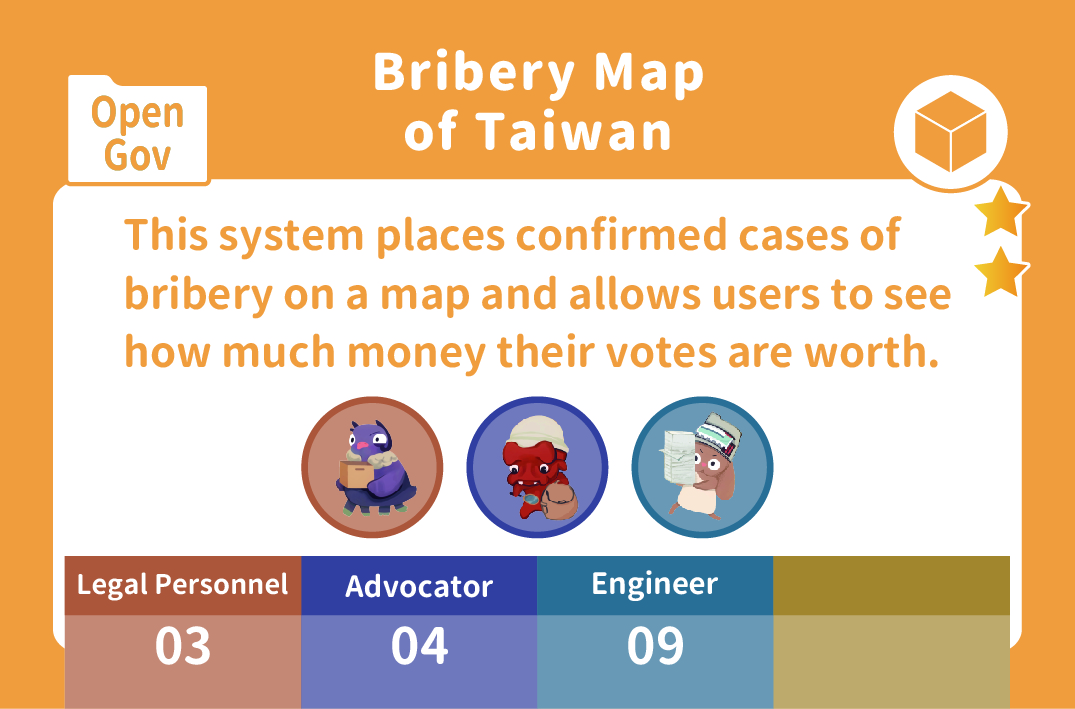 Open
Gov
Bribery Map
of Taiwan
This system places confirmed cases of
bribery on a map and allows users to see
how much money their votes are worth.
Legal Personnel
Advocator
Engineer
03
04
09